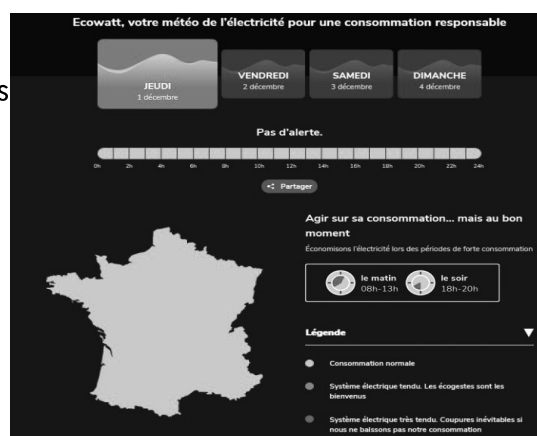 Ecowatt, votre météo de l'électricité pour une consommation responsable
s
JEUDI
1 décembre
VENDREDI
2 décembre
SAMEDI
3 décembre
DIMANCHE
4 décembre
Pas d'alerte.
0h 2h 4h 6h 8h 10h 12h 14h 16h 18h 20h 22h 24h
Partager
Agir sur sa consommation... mais au bon
moment
Économisons l'électricité lors des périodes de forte consommation
le matin
08h-13h
le soir
18h-20h
Légende
Consommation normale
Système électrique tendu. Les écogestes sont les
bienvenus
Système électrique très tendu. Coupures inévitables si
nous ne baissons pas notre consommation